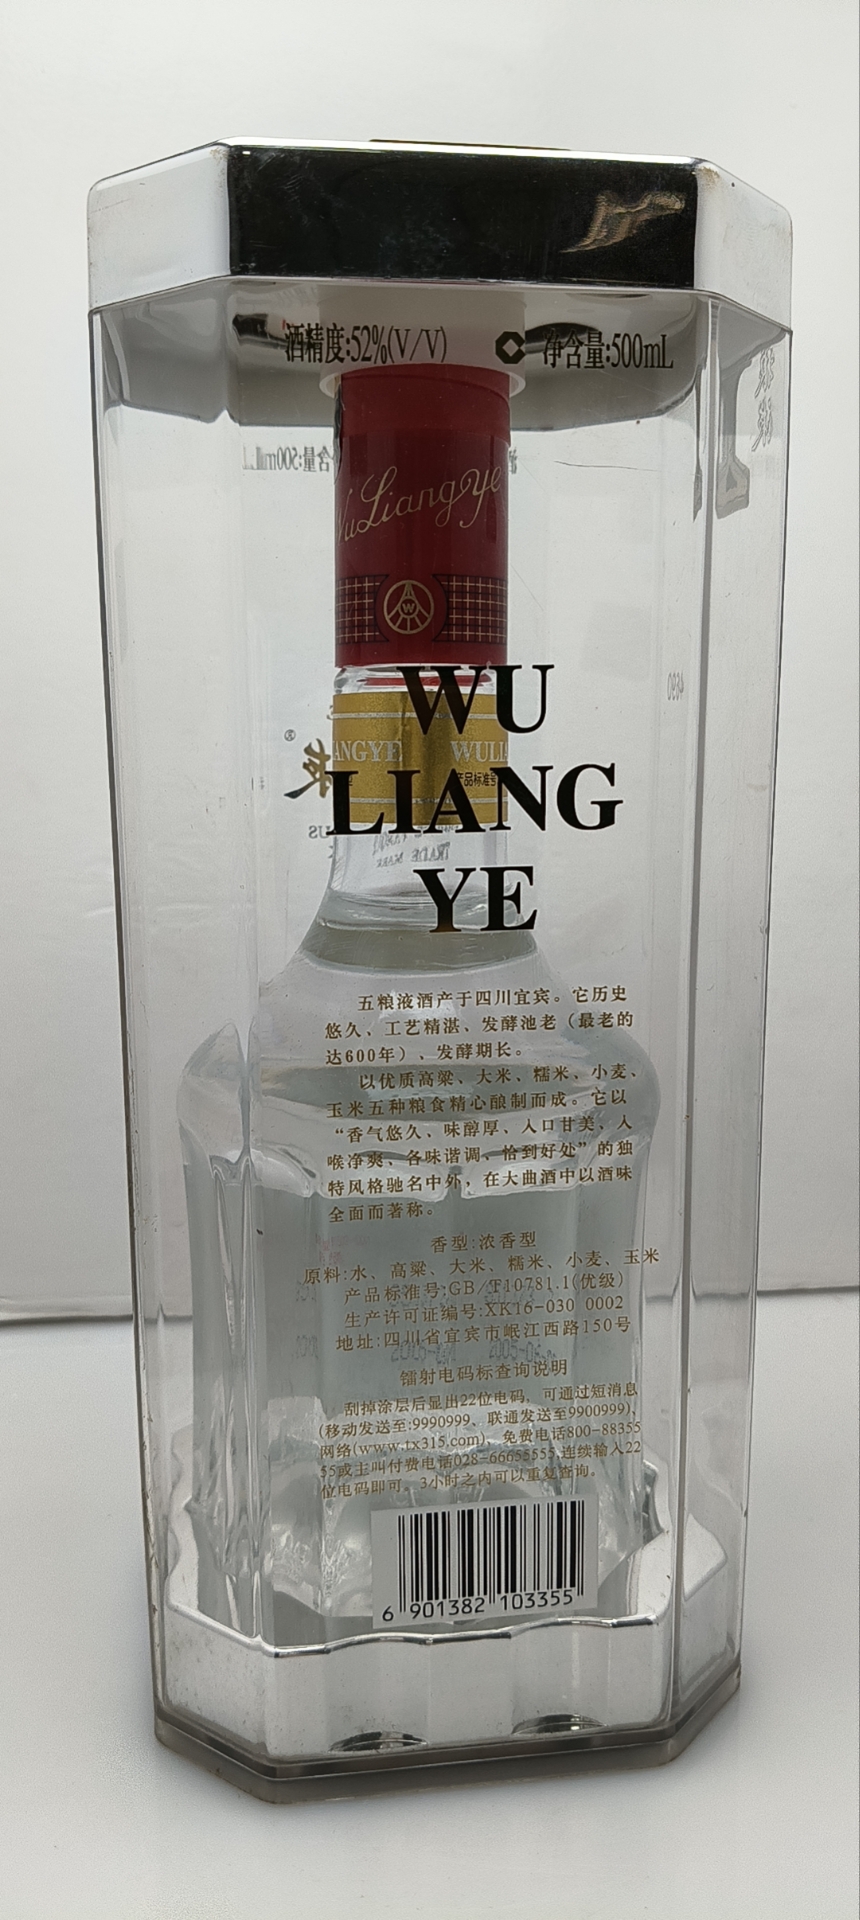 酒精度:52%(V/V) 净含量:500mL
WuLiangye
W
WU
ANGYE WULIA
产品标准号
LIANG
TRADE MARK
YE
五粮液酒产于四川宜宾。它历史
悠久、工艺精湛、发酵池老（最老的
达600年）、发酵期长。
以优质高粱、大米、糯米、小麦、
玉米五种粮食精心酿制而成。它以
“香气悠久、味醇厚、入口甘美、入
喉净爽、各味谐调、恰到好处”的独
特风格驰名中外，在大曲酒中以酒味
全面而著称。
香型:浓香型
原料:水、高粱、大米、糯米、小麦、玉米
产品标准号:GB/T10781.1(优级)
生产许可证编号:XK16-030 0002
地址:四川省宜宾市岷江西路150号
镭射电码标查询说明
刮掉涂层后显出22位电码，可通过短消息
(移动发送至:9990999、联通发送至9900999)、
网络(www.tx315.com)、免费电话800-88355
55或主叫付费电话028-66655555,连续输入22
位电码即可，3小时之内可以重复查询。
6 901382 103355